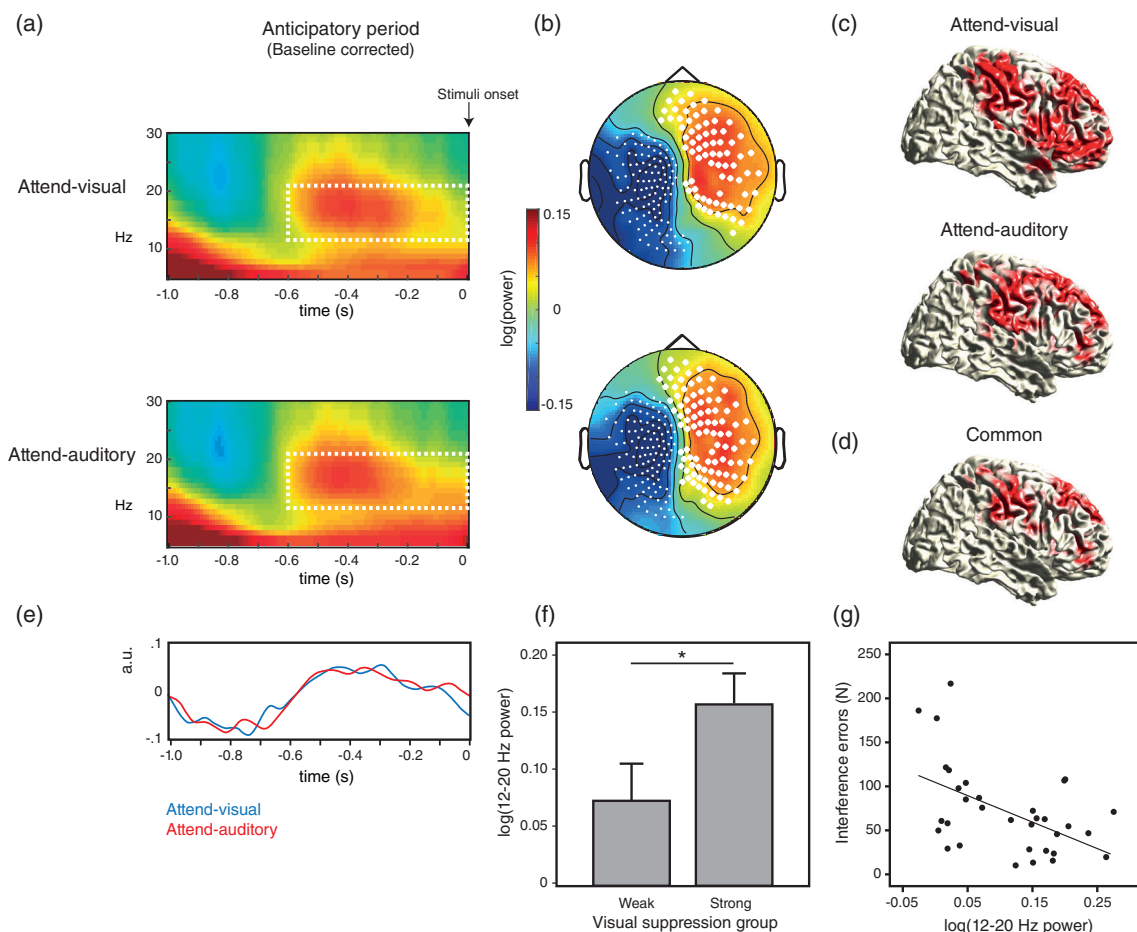 (a)
Anticipatory period
(Baseline corrected)
Stimuli onset
Attend-visual
Hz
30
20
10
-1.0 -0.8 -0.6 -0.4 -0.2 0
time (s)
Attend-auditory
Hz
30
20
10
-1.0 -0.8 -0.6 -0.4 -0.2 0
time (s)
(b)
0.15
0
-0.15
log(power)
(c)
Attend-visual
Attend-auditory
(d)
Common
(e)
a.u.
.1
0
-.1
-1.0 -0.8 -0.6 -0.4 -0.2 0
time (s)
Attend-visual
Attend-auditory
(f)
log(12-20 Hz power)
0.20
0.15
0.10
0.05
0
*
Weak Strong
Visual suppression group
(g)
Interference errors (N)
250
200
150
100
50
0
-0.05 0.05 0.15 0.25
log(12-20 Hz power)